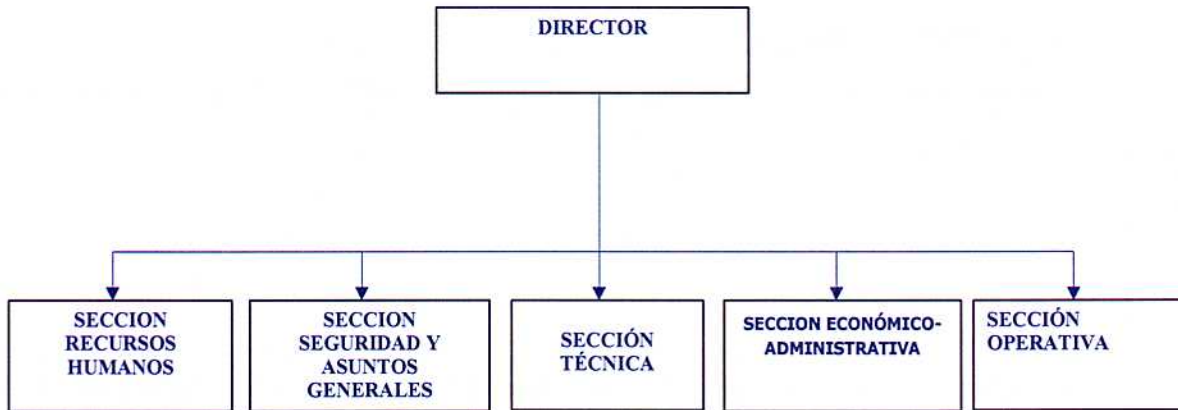 DIRECTOR
SECCION
RECURSOS
HUMANOS
SECCION
SEGURIDAD Y
ASUNTOS
GENERALES
SECCIÓN
TÉCNICA
SECCION ECONÓMICO-
ADMINISTRATIVA
SECCIÓN
OPERATIVA